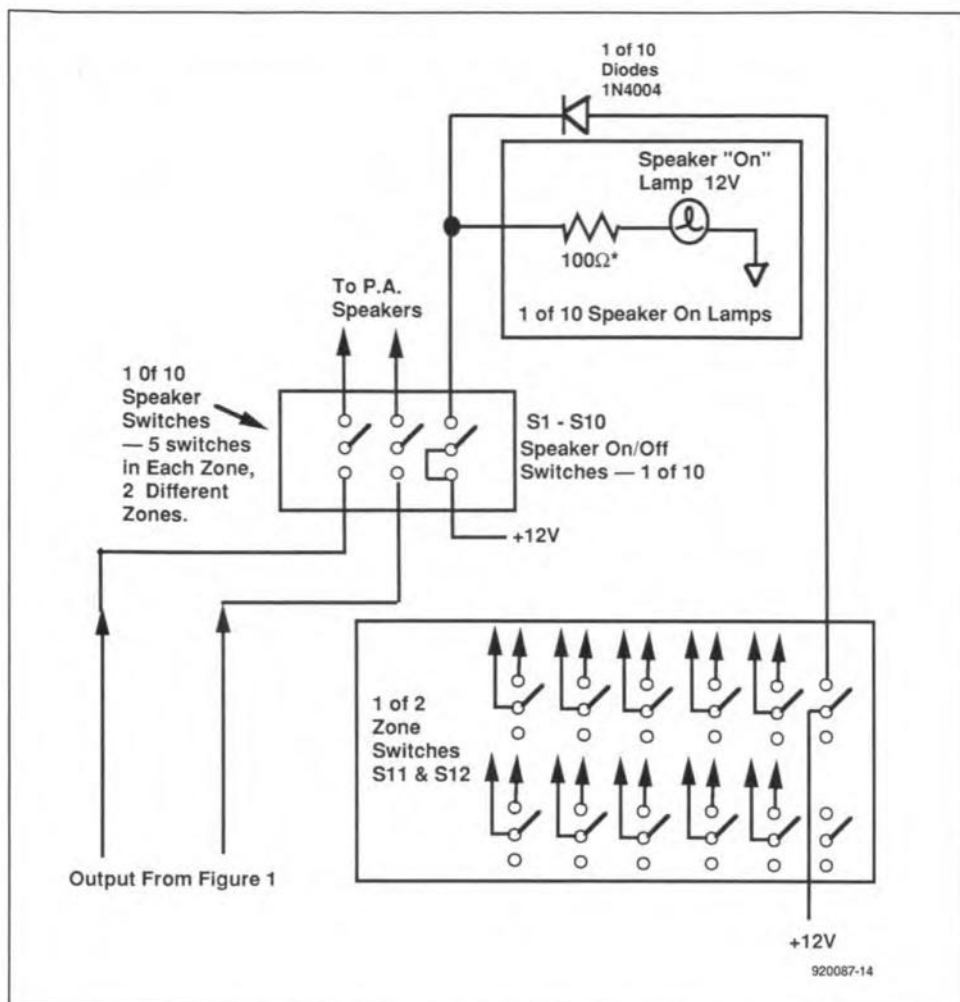 1 of 10
Diodes
1N4004
Speaker "On"
Lamp 12V
100Ω*
1 of 10 Speaker On Lamps
To P.A.
Speakers
1 0f 10
Speaker
Switches
— 5 switches
in Each Zone,
2 Different
Zones.
S1 - S10
Speaker On/Off
Switches — 1 of 10
+12V
1 of 2
Zone
Switches
S11 & S12
Output From Figure 1
+12V
920087-14